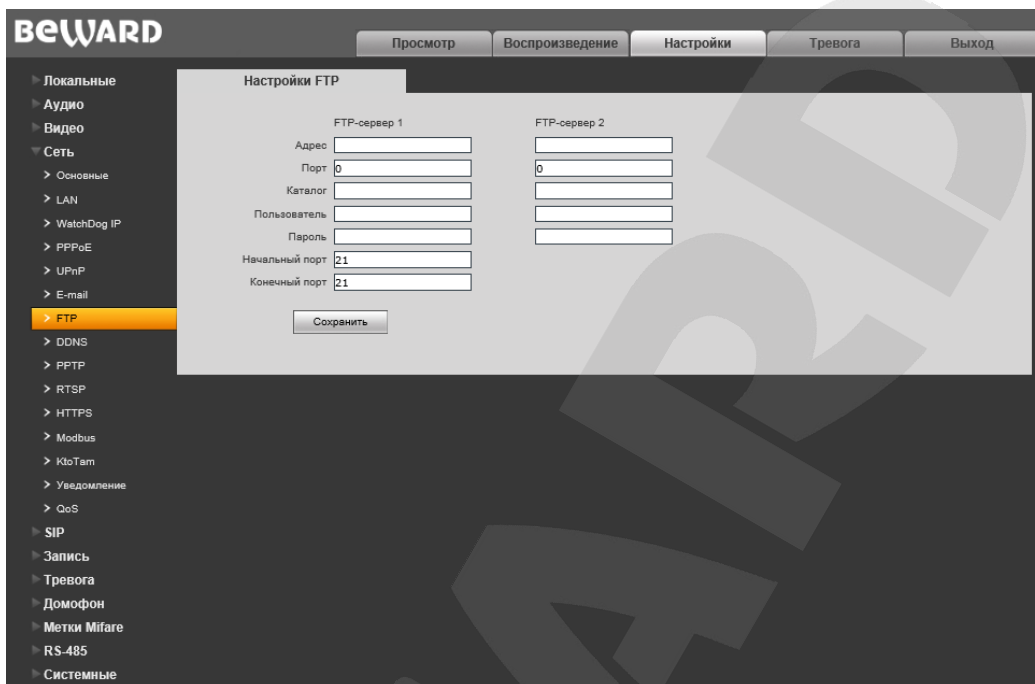 BEWARD
Просмотр Воспроизведение Настройки Тревога Выход
Локальные
Аудио
Видео
Сеть
Основные
LAN
WatchDog IP
PPPoE
UPnP
E-mail
FTP
DDNS
PPTP
RTSP
HTTPS
Modbus
KtoTam
Уведомление
QoS
SIP
Запись
Тревога
Домофон
Метки Mifare
RS-485
Системные
Настройки FTP
FTP-сервер 1 FTP-сервер 2
Адрес
Порт 0 0
Каталог
Пользователь
Пароль
Начальный порт 21
Конечный порт 21
Сохранить